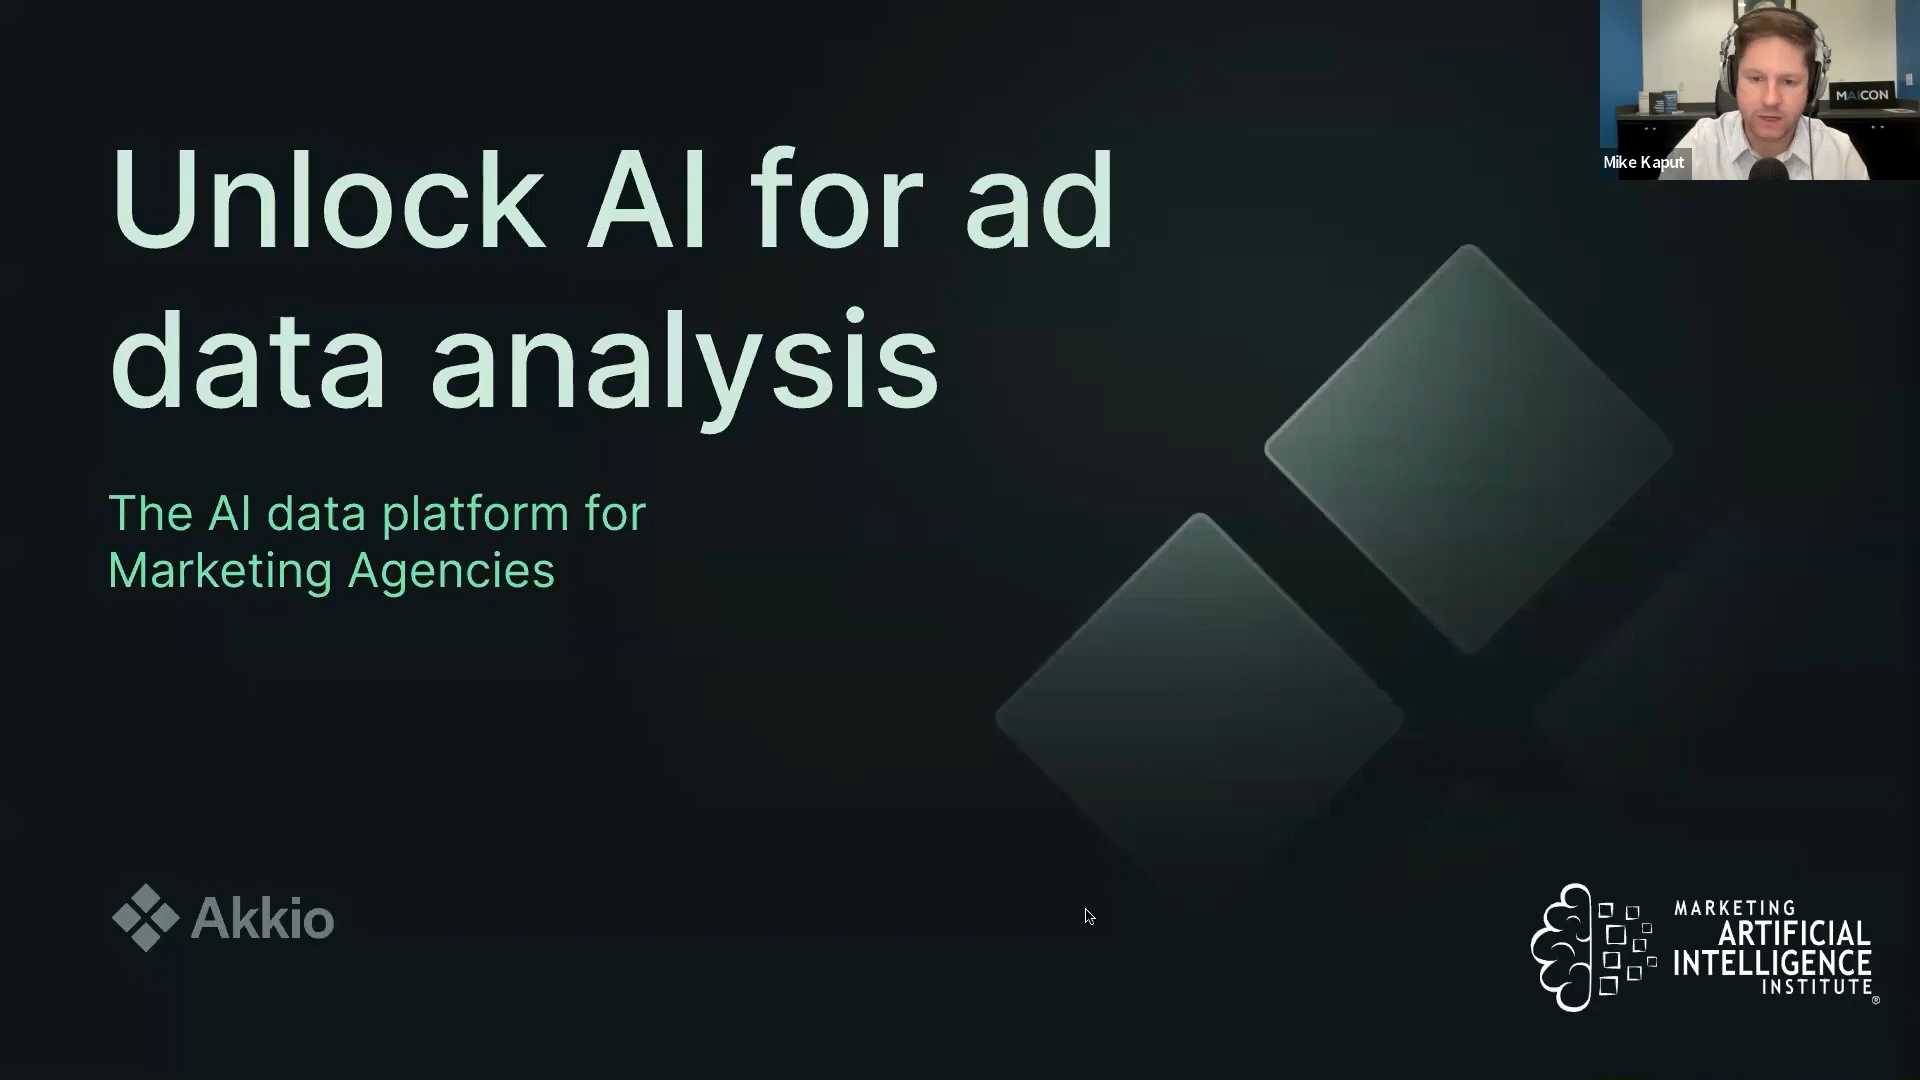 Unlock AI for ad
data analysis
The AI data platform for
Marketing Agencies
Akkio
MARKETING
ARTIFICIAL
INTELLIGENCE
INSTITUTE®
MAICON
Mike Kaput